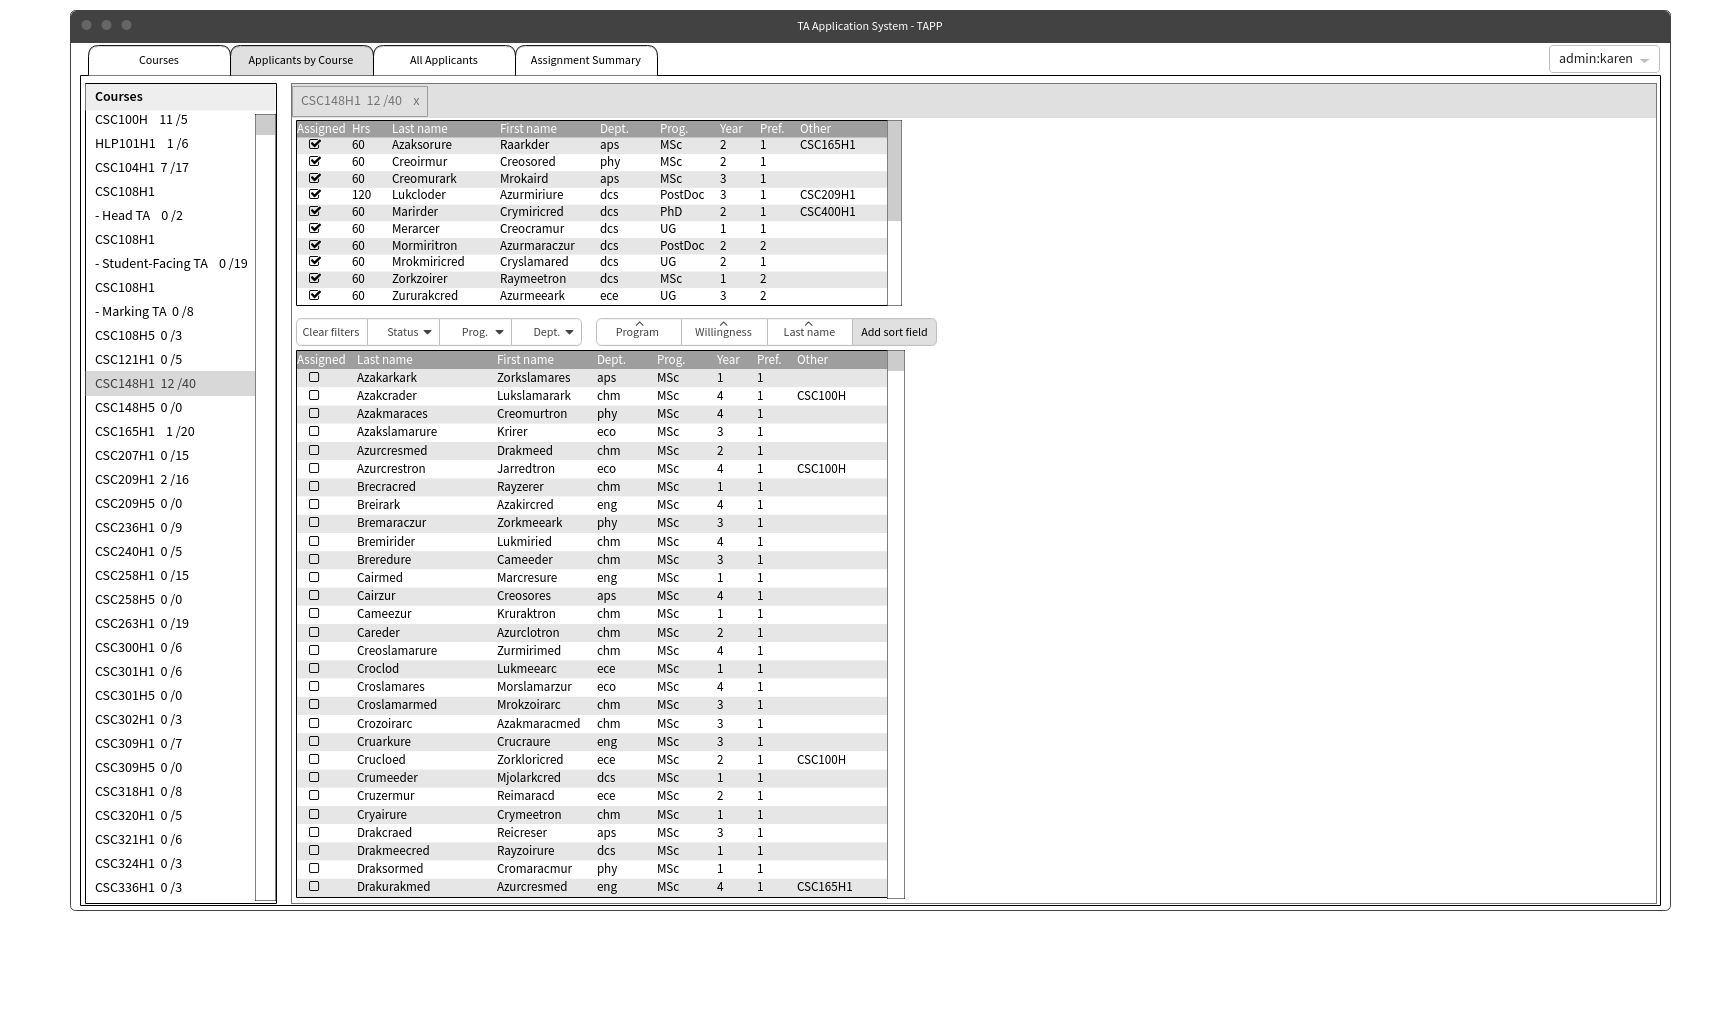 TA Application System - TAPP
Courses
Applicants by Course
All Applicants
Assignment Summary
admin:karen
Courses
CSC100H 11 /5
HLP101H1 1 /6
CSC104H1 7 /17
CSC108H1
- Head TA 0 /2
CSC108H1
- Student-Facing TA 0 /19
CSC108H1
- Marking TA 0 /8
CSC108H5 0 /3
CSC121H1 0 /5
CSC148H1 12 /40
CSC148H5 0 /0
CSC165H1 1 /20
CSC207H1 0 /15
CSC209H1 2 /16
CSC209H5 0 /0
CSC236H1 0 /9
CSC240H1 0 /5
CSC258H1 0 /15
CSC258H5 0 /0
CSC263H1 0 /19
CSC300H1 0 /6
CSC301H1 0 /6
CSC301H5 0 /0
CSC302H1 0 /3
CSC309H1 0 /7
CSC309H5 0 /0
CSC318H1 0 /8
CSC320H1 0 /5
CSC321H1 0 /6
CSC324H1 0 /3
CSC336H1 0 /3
CSC148H1 12 /40 x
Assigned Hrs Last name First name Dept. Prog. Year Pref. Other
60 Azaksorure Raarkder aps MSc 2 1 CSC165H1
60 Creoirmur Creosored phy MSc 2 1
60 Creomurark Mrokaird aps MSc 3 1
120 Lukcloder Azurmiriure dcs PostDoc 3 1 CSC209H1
60 Marirder Crymiricred dcs PhD 2 1 CSC400H1
60 Merarcer Creocramur dcs UG 1 1
60 Mormiritron Azurmaraczur dcs PostDoc 2 2
60 Mrokmiricred Cryslamared dcs UG 2 1
60 Zorkzoirer Raymeetron dcs MSc 1 2
60 Zururakcred Azurmeeark ece UG 3 2
Clear filters Status Prog. Dept. Program Willingness Last name Add sort field
Assigned Last name First name Dept. Prog. Year Pref. Other
Azakarkark Zorkslamares aps MSc 1 1
Azakcrader Lukslamarark chm MSc 4 1 CSC100H
Azakmaraces Creomurtron phy MSc 4 1
Azakslamarure Krirer eco MSc 3 1
Azurcresmed Drakmeed chm MSc 2 1
Azurcrestron Jarredtron eco MSc 4 1 CSC100H
Brecracred Rayzerer chm MSc 1 1
Breirark Azakircred eng MSc 4 1
Bremaraczur Zorkmeeark phy MSc 3 1
Bremirider Lukmiried chm MSc 4 1
Breredure Cameeder chm MSc 3 1
Cairmed Marcresure eng MSc 1 1
Cairzur Creosores aps MSc 4 1
Cameezur Kruraktron chm MSc 1 1
Careder Azurclotron chm MSc 2 1
Creoslamarure Zurmirimed chm MSc 4 1
Croclod Lukmeearc ece MSc 1 1
Croslamares Morslamarzur eco MSc 4 1
Croslamarmed Mrokzoirarc chm MSc 3 1
Crozoirarc Azakmaracmed chm MSc 3 1
Cruarkure Crucraure eng MSc 3 1
Crucloed Zorkloricred ece MSc 2 1 CSC100H
Crumeeder Mjolarkcred dcs MSc 1 1
Cruzermur Reimaracd ece MSc 2 1
Cryairure Crymeetron chm MSc 1 1
Drakcraed Reicreser aps MSc 3 1
Drakmeecred Rayzoirure dcs MSc 1 1
Draksormed Cromaracmur phy MSc 1 1
Drakurakmed Azurcresmed eng MSc 4 1 CSC165H1